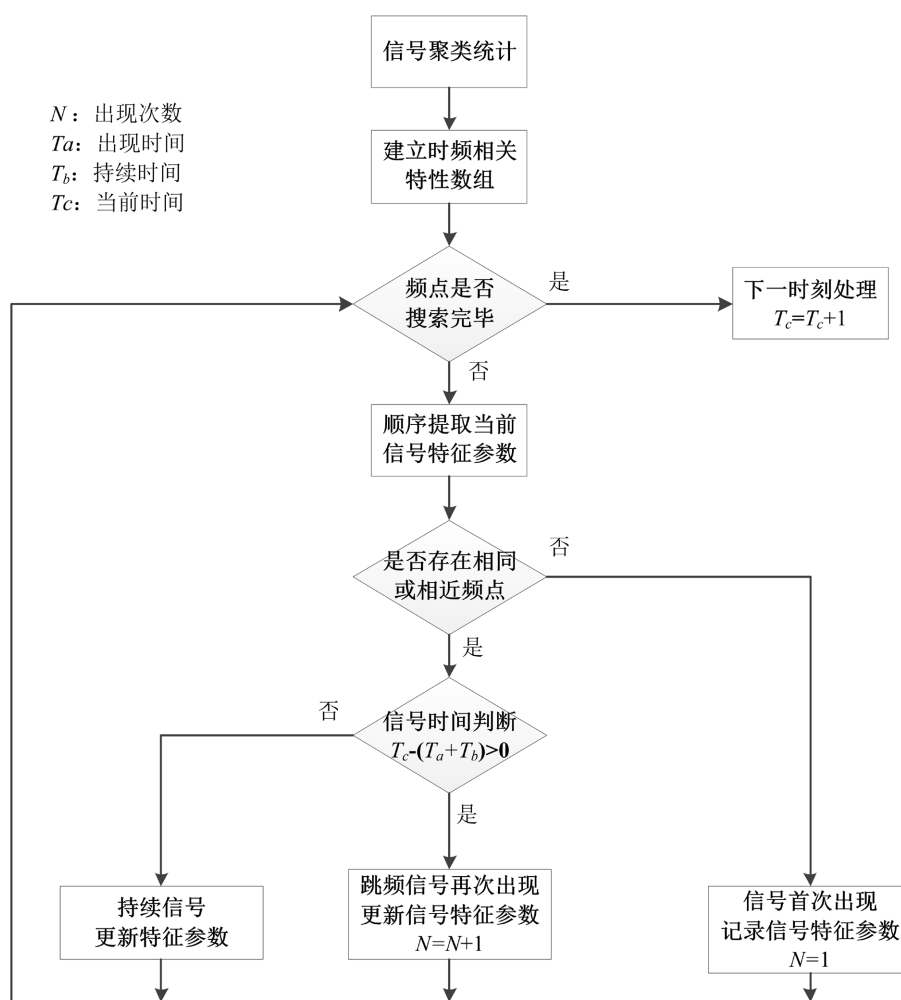 信号聚类统计
N：出现次数
Ta：出现时间
Tb：持续时间
Tc：当前时间
建立时频相关
特性数组
频点是否
搜索完毕
是
下一时刻处理
Tc=Tc+1
否
顺序提取当前
信号特征参数
是否存在相同
或相近频点
否
是
信号时间判断
Tc-(Ta+Tb)>0
否
是
持续信号
更新特征参数
跳频信号再次出现
更新信号特征参数
N=N+1
信号首次出现
记录信号特征参数
N=1